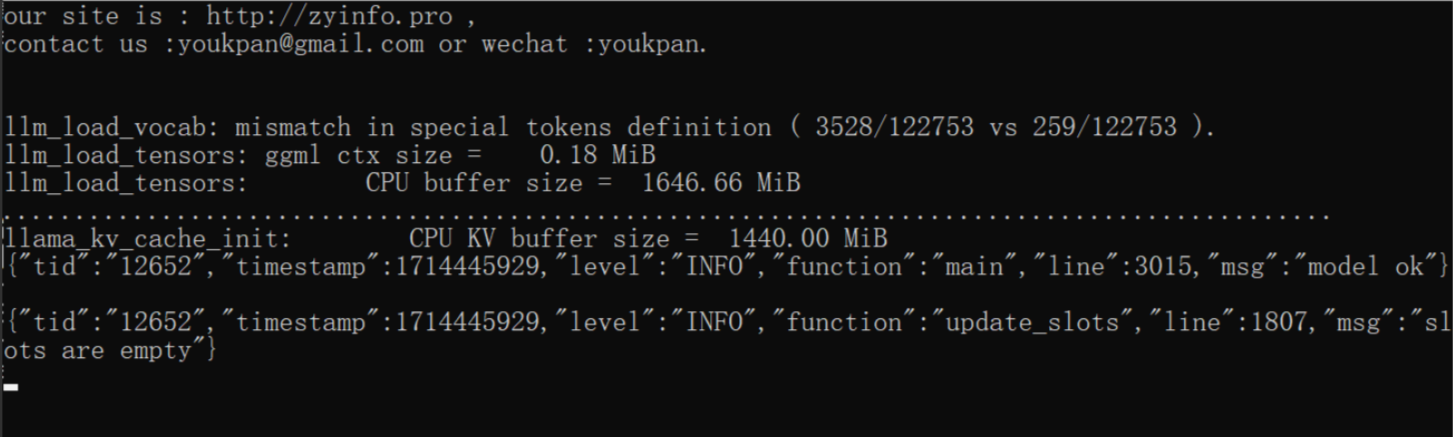 our site is : http://zyinfo.pro ,
contact us :youkpan@gmail.com or wechat :youkpan.
llm_load_vocab: mismatch in special tokens definition ( 3528/122753 vs 259/122753 ).
llm_load_tensors: ggml ctx size =    0.18 MiB
llm_load_tensors:        CPU buffer size =  1646.66 MiB
...........................................................................................
llama_kv_cache_init:        CPU KV buffer size =  1440.00 MiB
{"tid":"12652","timestamp":1714445929,"level":"INFO","function":"main","line":3015,"msg":"model ok"}
{"tid":"12652","timestamp":1714445929,"level":"INFO","function":"update_slots","line":1807,"msg":"sl
ots are empty"}